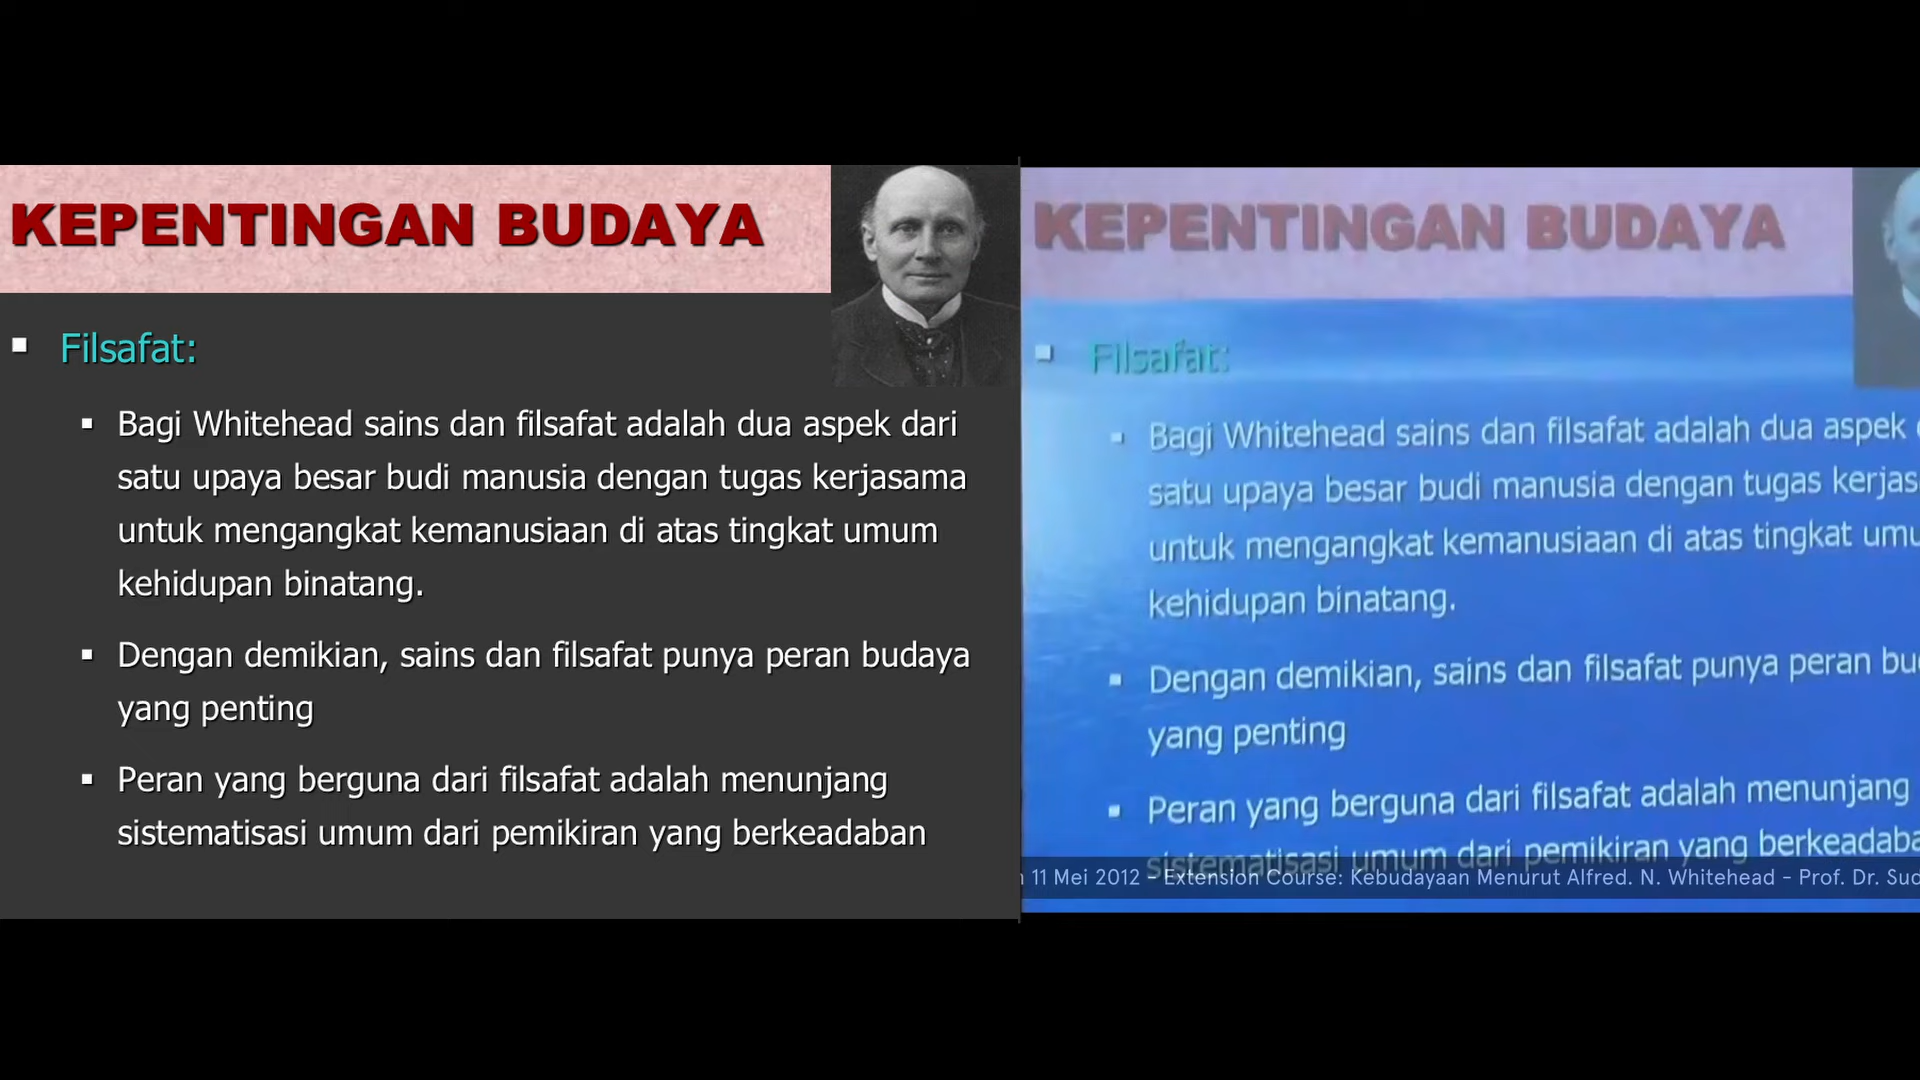 KEPENTINGAN BUDAYA
Filsafat:
Bagi Whitehead sains dan filsafat adalah dua aspek dari
satu upaya besar budi manusia dengan tugas kerjasama
untuk mengangkat kemanusiaan di atas tingkat umum
kehidupan binatang.
Dengan demikian, sains dan filsafat punya peran budaya
yang penting
Peran yang berguna dari filsafat adalah menunjang
sistematisasi umum dari pemikiran yang berkeadaban
KEPENTINGAN BUDAYA
Filsafat:
Bagi Whitehead sains dan filsafat adalah dua aspek
satu upaya besar budi manusia dengan tugas kerjas
untuk mengangkat kemanusiaan di atas tingkat umu
kehidupan binatang.
Dengan demikian, sains dan filsafat punya peran bu
yang penting
Peran yang berguna dari filsafat adalah menunjang
sistematisasi umum dari pemikiran yang berkeadaba
11 Mei 2012 - Extension Course: Kebudayaan Menurut Alfred. N. Whitehead - Prof. Dr. Sud